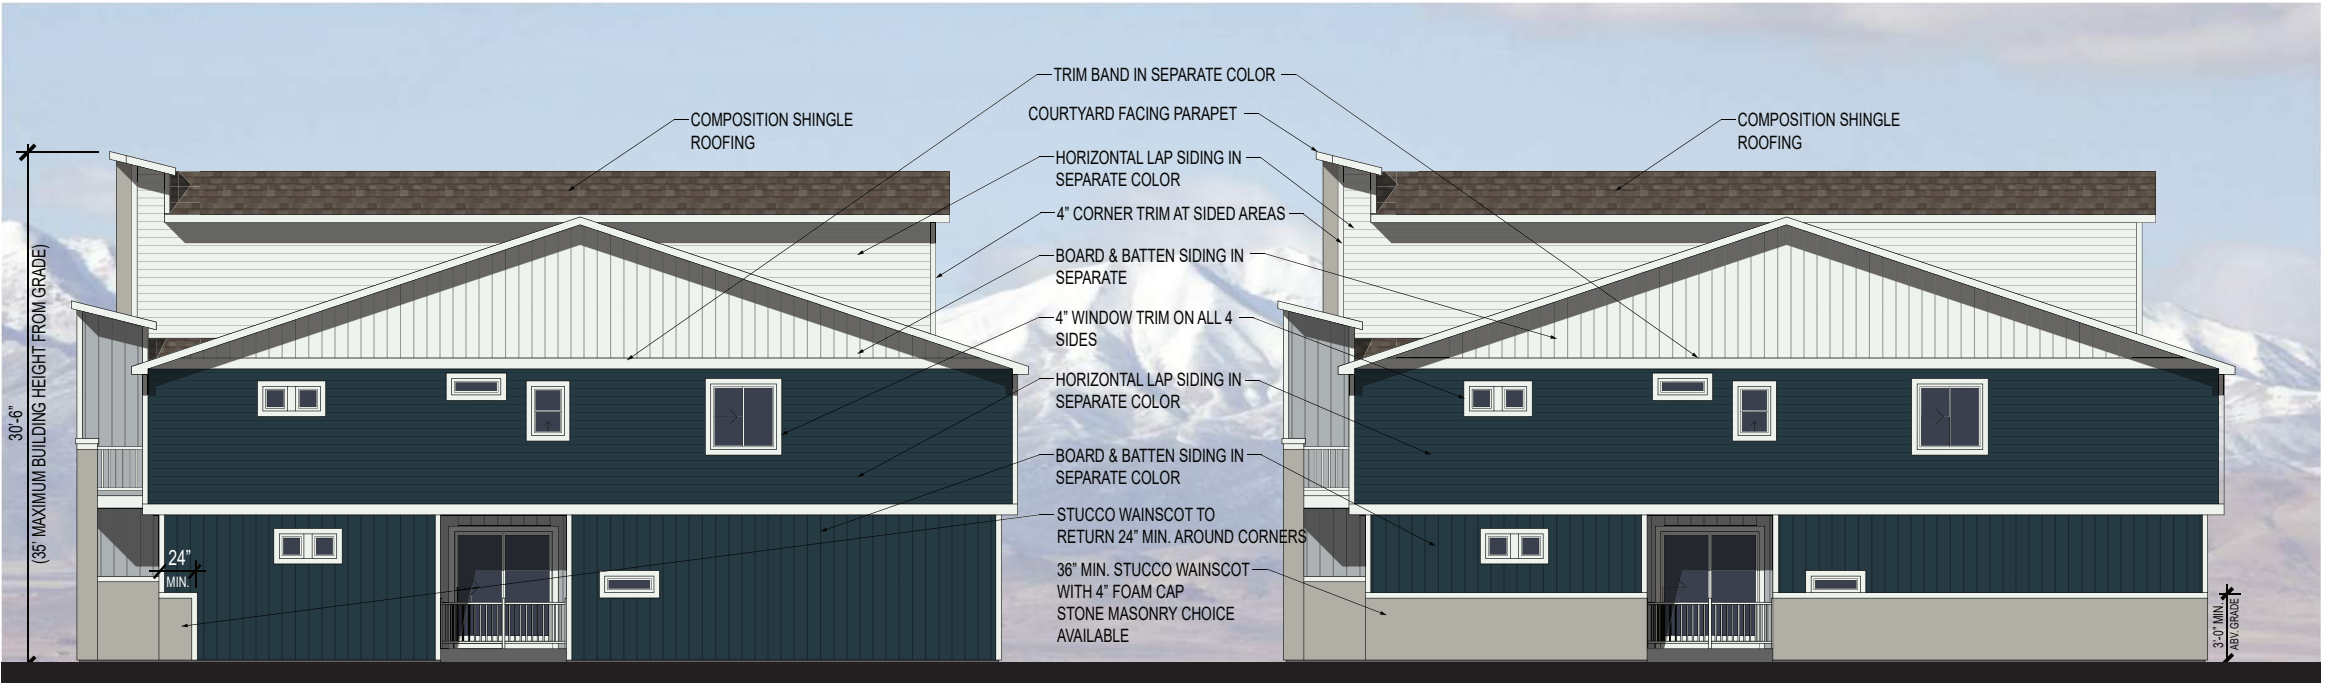 TRIM BAND IN SEPARATE COLOR
COURTYARD FACING PARAPET
COMPOSITION SHINGLE
ROOFING
COMPOSITION SHINGLE
ROOFING
HORIZONTAL LAP SIDING IN
SEPARATE COLOR
4” CORNER TRIM AT SIDED AREAS
BOARD & BATTEN SIDING IN
SEPARATE
4” WINDOW TRIM ON ALL 4
SIDES
HORIZONTAL LAP SIDING IN
SEPARATE COLOR
BOARD & BATTEN SIDING IN
SEPARATE COLOR
STUCCO WAINSCOT TO
RETURN 24” MIN. AROUND CORNERS
36” MIN. STUCCO WAINSCOT
WITH 4” FOAM CAP
STONE MASONRY CHOICE
AVAILABLE
30'-6"
(35' MAXIMUM BUILDING HEIGHT FROM GRADE)
24”
MIN.
3'-0" MIN.
ABV. GRADE